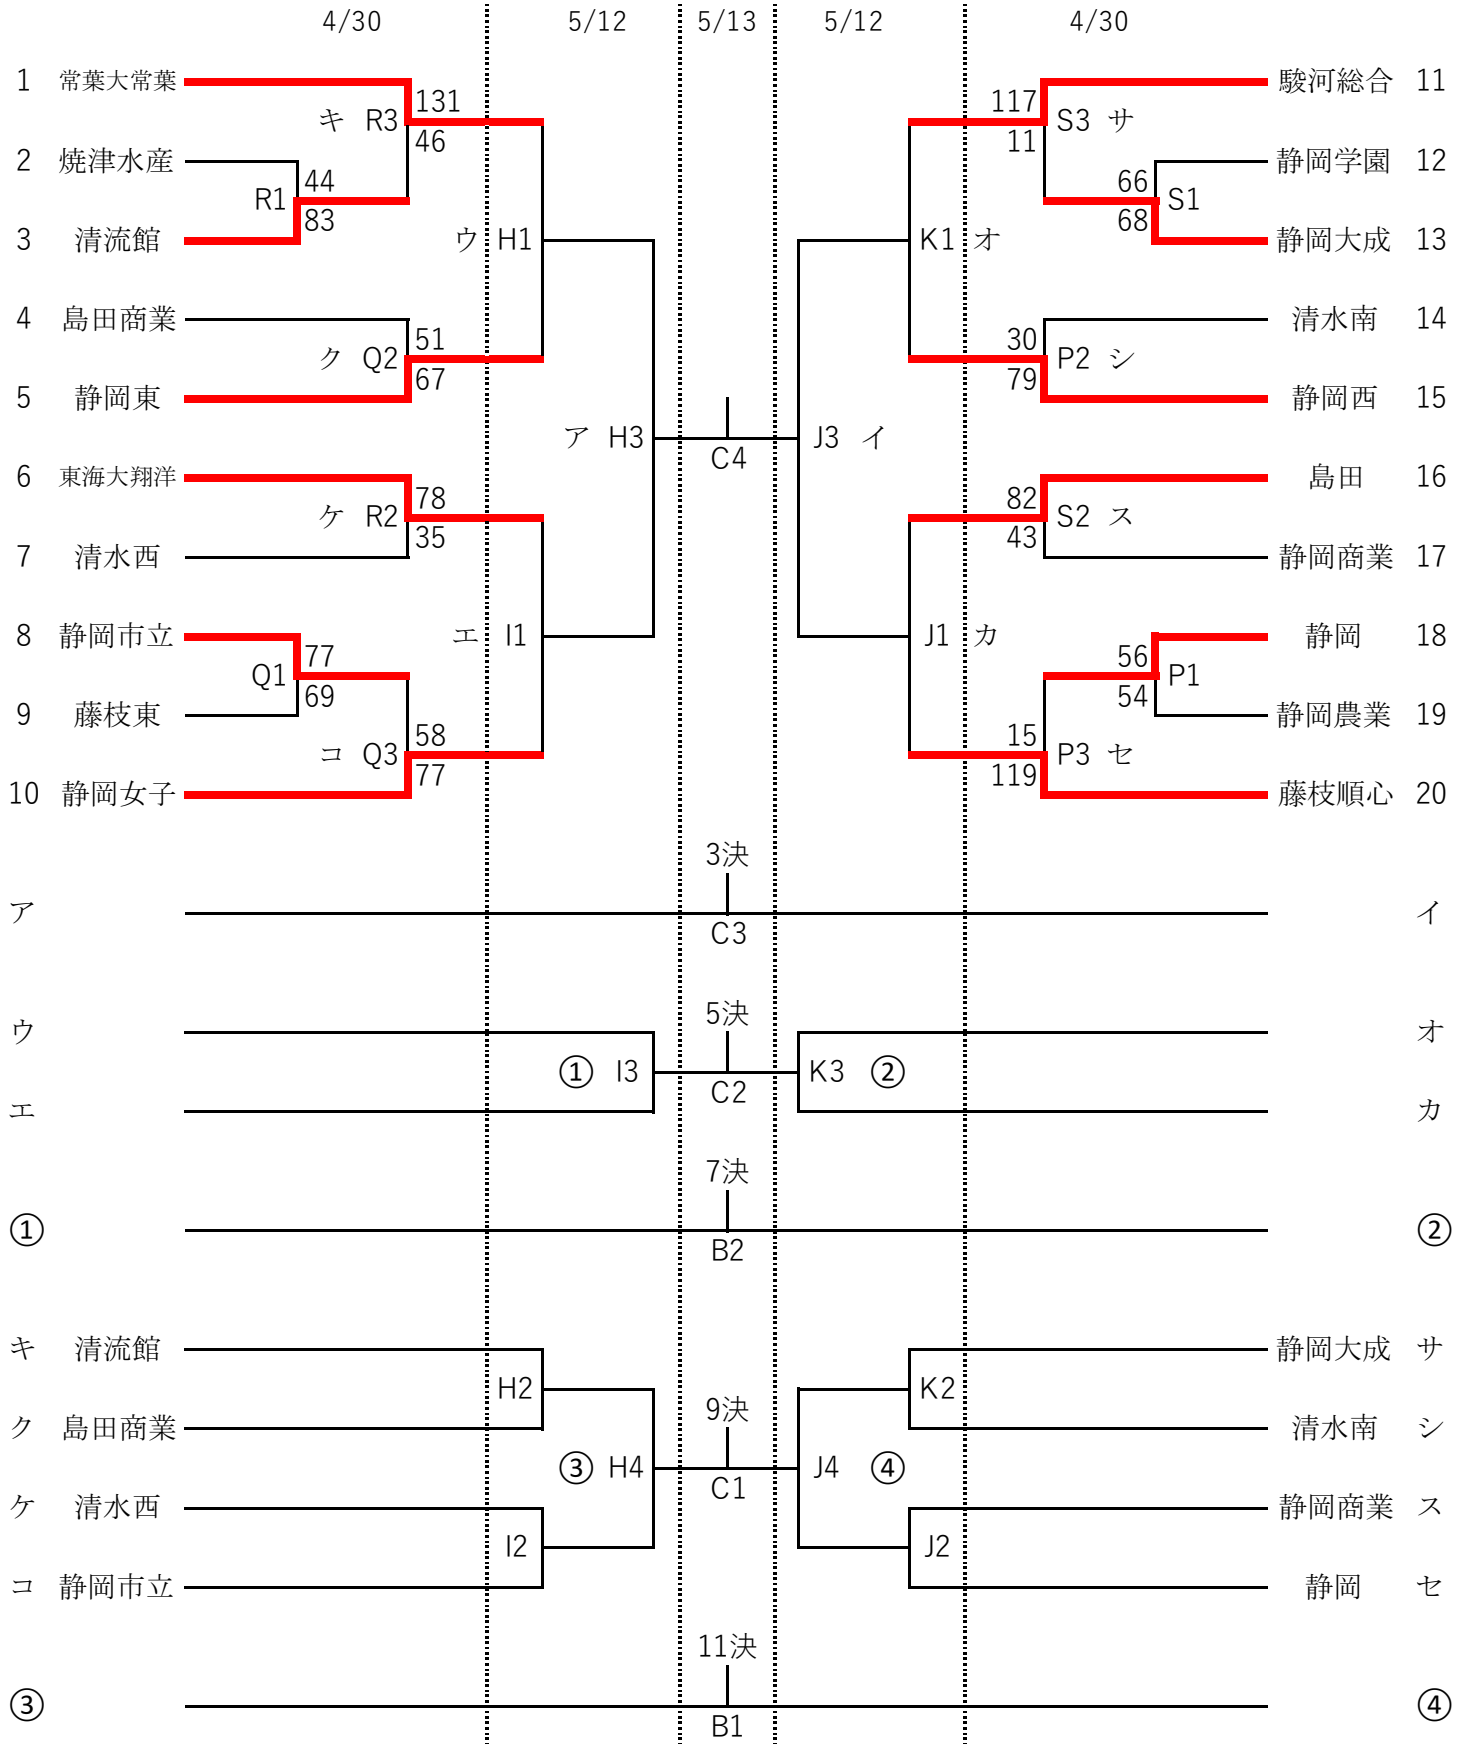 4/30 5/12 5/13 5/12 4/30
1 常葉大常葉 駿河総合 11
131 117
キ R3 S3 サ
46 11
2 焼津水産 静岡学園 12
44 66
R1 S1
83 68
3 清流館 ウ H1 K1 オ 静岡大成 13
4 島田商業 清水南 14
51 30
ク Q2 P2 シ
67 79
5 静岡東 静岡西 15
ア H3 J3 イ
C4
6 東海大翔洋 島田 16
78 82
ケ R2 S2 ス
35 43
7 清水西 静岡商業 17
8 静岡市立 エ I1 J1 カ 静岡 18
77 56
Q1 P1
69 54
9 藤枝東 静岡農業 19
58 15
コ Q3 P3 セ
77 119
10 静岡女子 藤枝順心 20
3決
ア イ
C3
5決
ウ オ
① I3 K3 ②
C2
エ カ
7決
① ②
B2
キ 清流館 静岡大成 サ
H2 K2
9決
ク 島田商業 清水南 シ
③ H4 J4 ④
C1
ケ 清水西 静岡商業 ス
I2 J2
コ 静岡市立 静岡 セ
11決
③ ④
B1